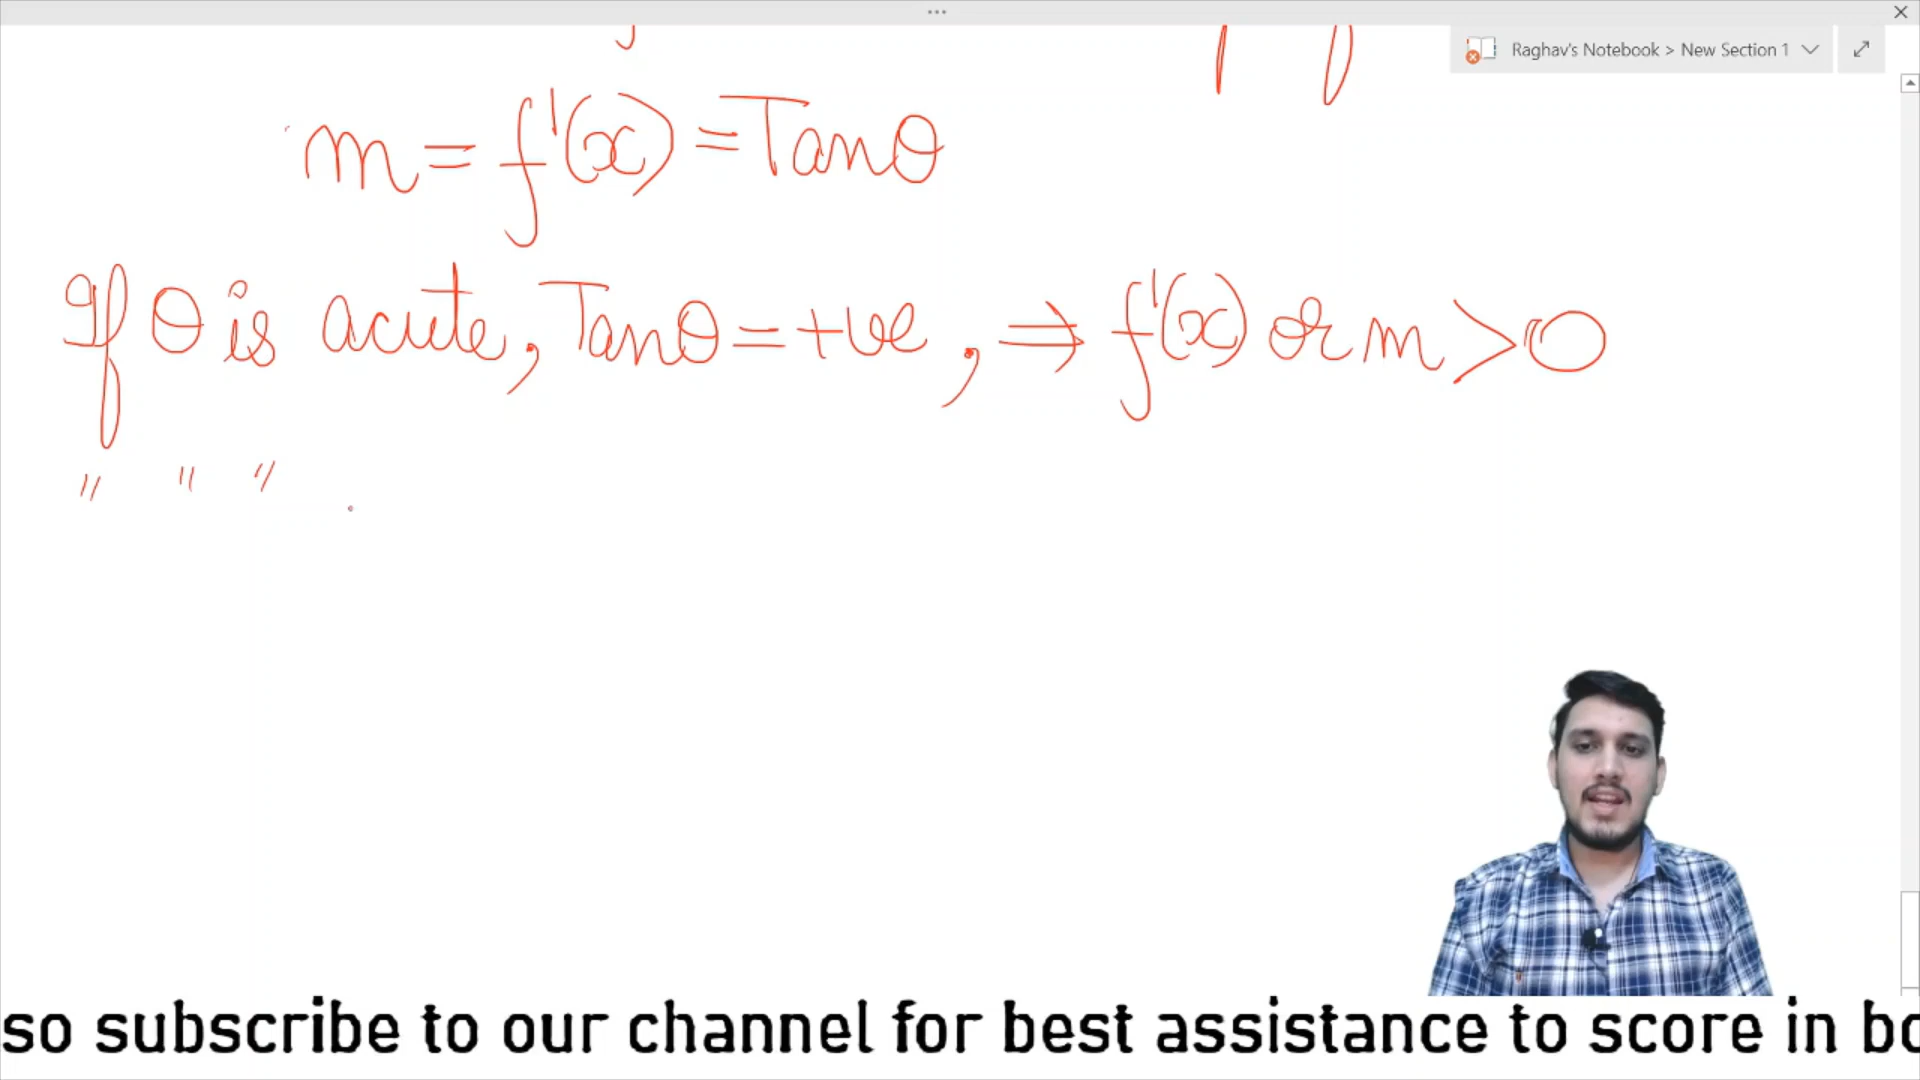 Raghav's Notebook > New Section 1
m = f'(x) = Tanθ
If θ is acute, Tanθ = +ve, ⇒ f'(x) or m > 0
" " "
so subscribe to our channel for best assistance to score in bo